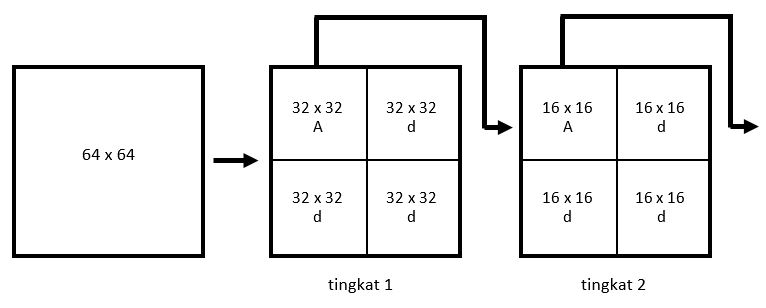 64 x 64
32 x 32
A
32 x 32
d
32 x 32
d
32 x 32
d
tingkat 1
16 x 16
A
16 x 16
d
16 x 16
d
16 x 16
d
tingkat 2